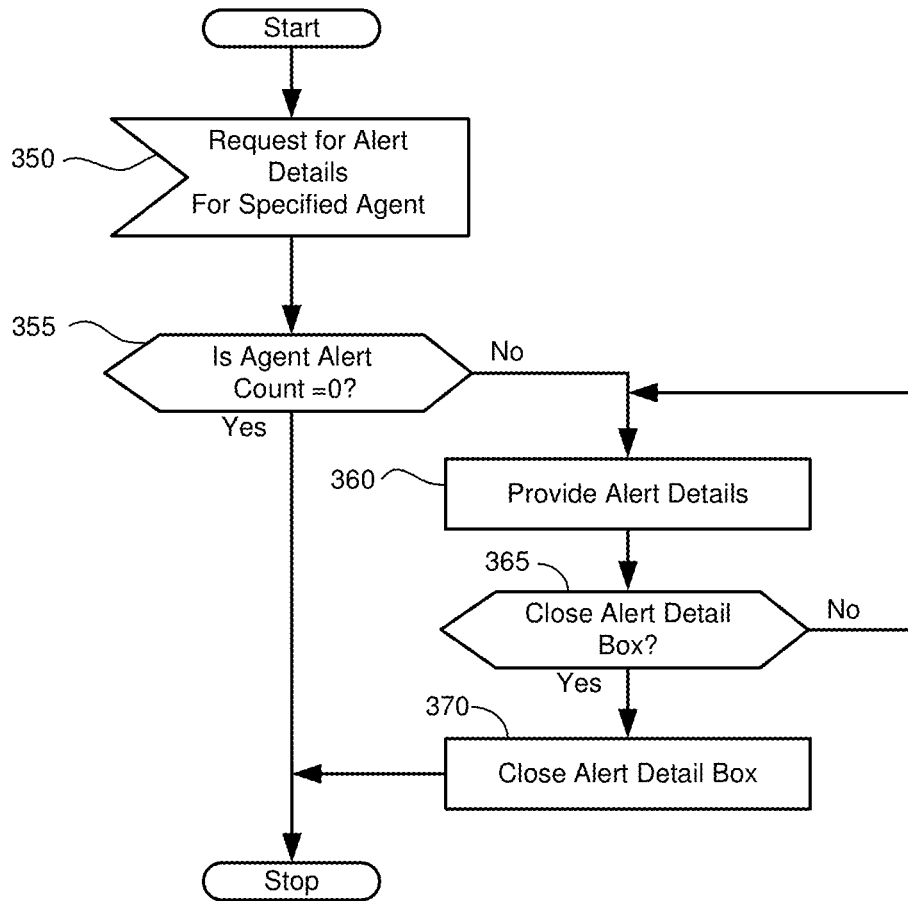 Start
350
Request for Alert
Details
For Specified Agent
355
Is Agent Alert
Count =0?
No
Yes
360
Provide Alert Details
365
Close Alert Detail
Box?
No
Yes
370
Close Alert Detail Box
Stop